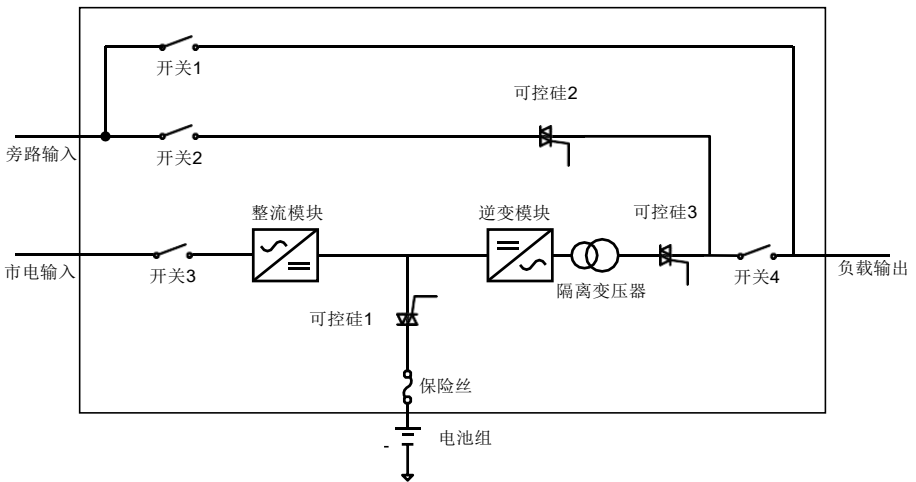 开关1
可控硅2
旁路输入
开关2
整流模块
逆变模块
可控硅3
市电输入
开关3
隔离变压器
开关4
负载输出
可控硅1
保险丝
-
电池组